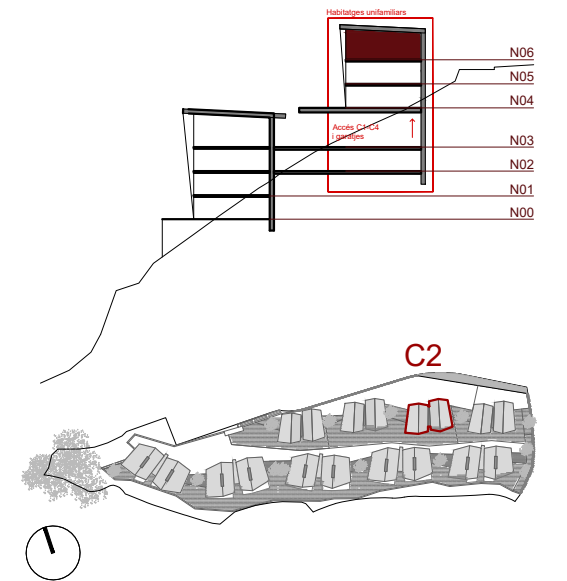 Habitatges unifamiliars
N06
N05
N04
Accés C1-C4
i garatjes
N03
N02
N01
N00
C2